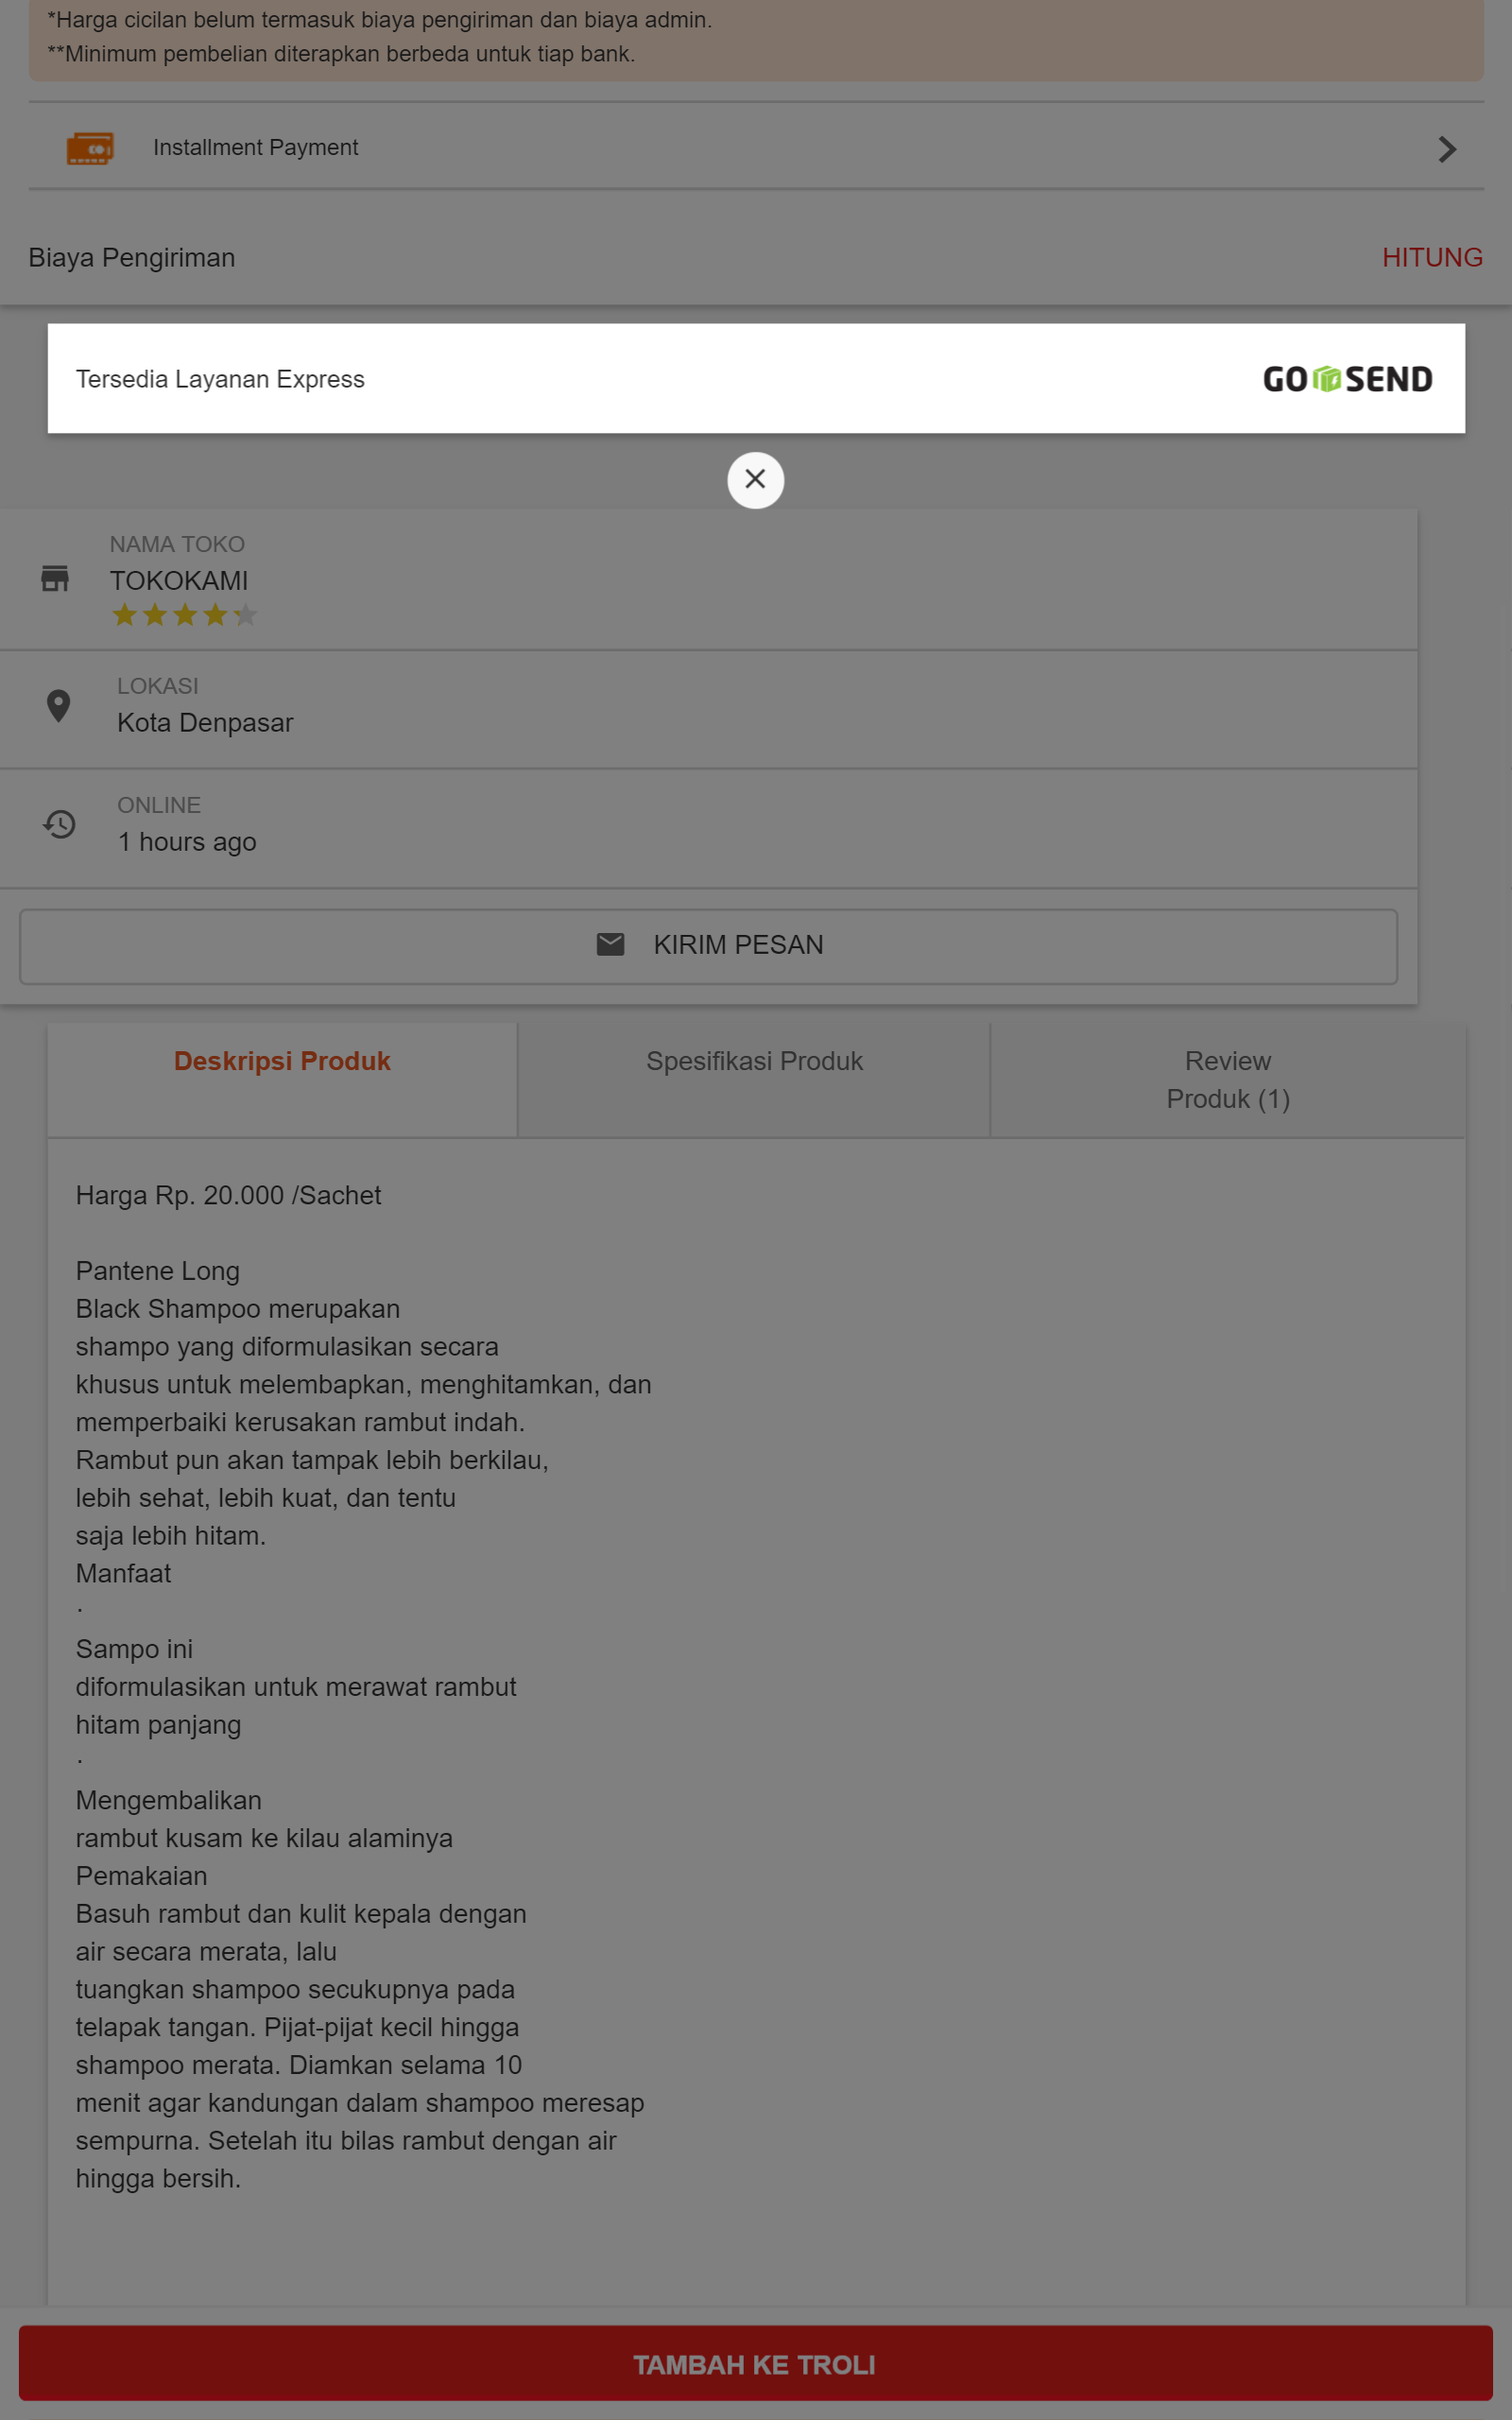 *Harga cicilan belum termasuk biaya pengiriman dan biaya admin.
**Minimum pembelian diterapkan berbeda untuk tiap bank.
Installment Payment
Biaya Pengiriman
HITUNG
Tersedia Layanan Express
GO SEND
NAMA TOKO
TOKOKAMI
LOKASI
Kota Denpasar
ONLINE
1 hours ago
KIRIM PESAN
Deskripsi Produk
Spesifikasi Produk
Review
Produk (1)
Harga Rp. 20.000 /Sachet
Pantene Long
Black Shampoo merupakan
shampo yang diformulasikan secara
khusus untuk melembapkan, menghitamkan, dan
memperbaiki kerusakan rambut indah.
Rambut pun akan tampak lebih berkilau,
lebih sehat, lebih kuat, dan tentu
saja lebih hitam.
Manfaat
·
Sampo ini
diformulasikan untuk merawat rambut
hitam panjang
·
Mengembalikan
rambut kusam ke kilau alaminya
Pemakaian
Basuh rambut dan kulit kepala dengan
air secara merata, lalu
tuangkan shampoo secukupnya pada
telapak tangan. Pijat-pijat kecil hingga
shampoo merata. Diamkan selama 10
menit agar kandungan dalam shampoo meresap
sempurna. Setelah itu bilas rambut dengan air
hingga bersih.
TAMBAH KE TROLI